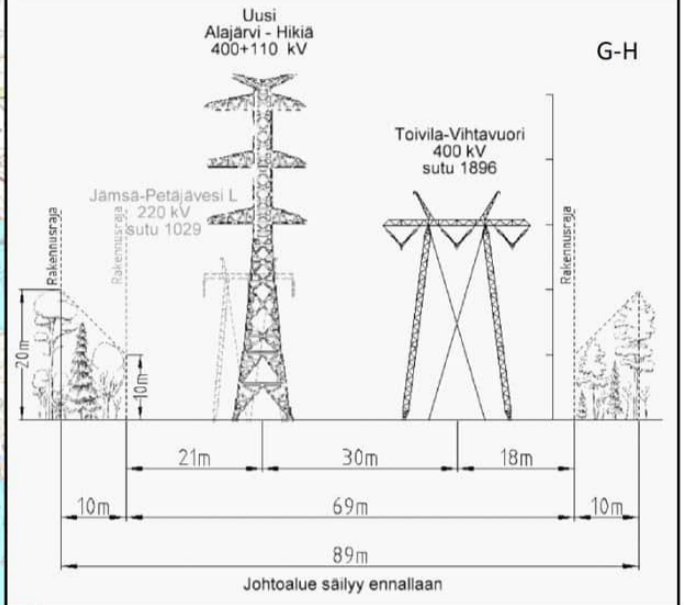 Uusi
Alajärvi - Hikiä
400+110 kV
G-H
Toivila-Vihtavuori
400 kV
sutu 1896
Jämsä-Petäjävesi L
220 kV
sutu 1029
Rakennusraja
Rakennusraja
Rakennusraja
20m
10m
21m
30m
18m
10m
69m
10m
89m
Johtoalue säilyy ennallaan